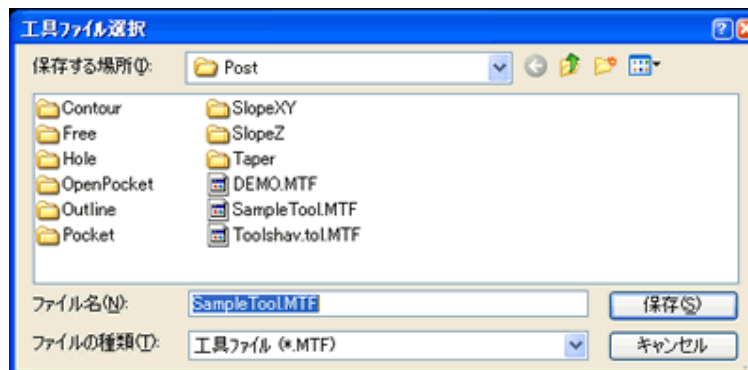 工具ファイル選択
保存する場所(I): Post
Contour
Free
Hole
OpenPocket
Outline
Pocket
SlopeXY
SlopeZ
Taper
DEMO.MTF
SampleTool.MTF
Toolshav.tol.MTF
ファイル名(N): SampleTool.MTF 保存(S)
ファイルの種類(T): 工具ファイル (*.MTF) キャンセル